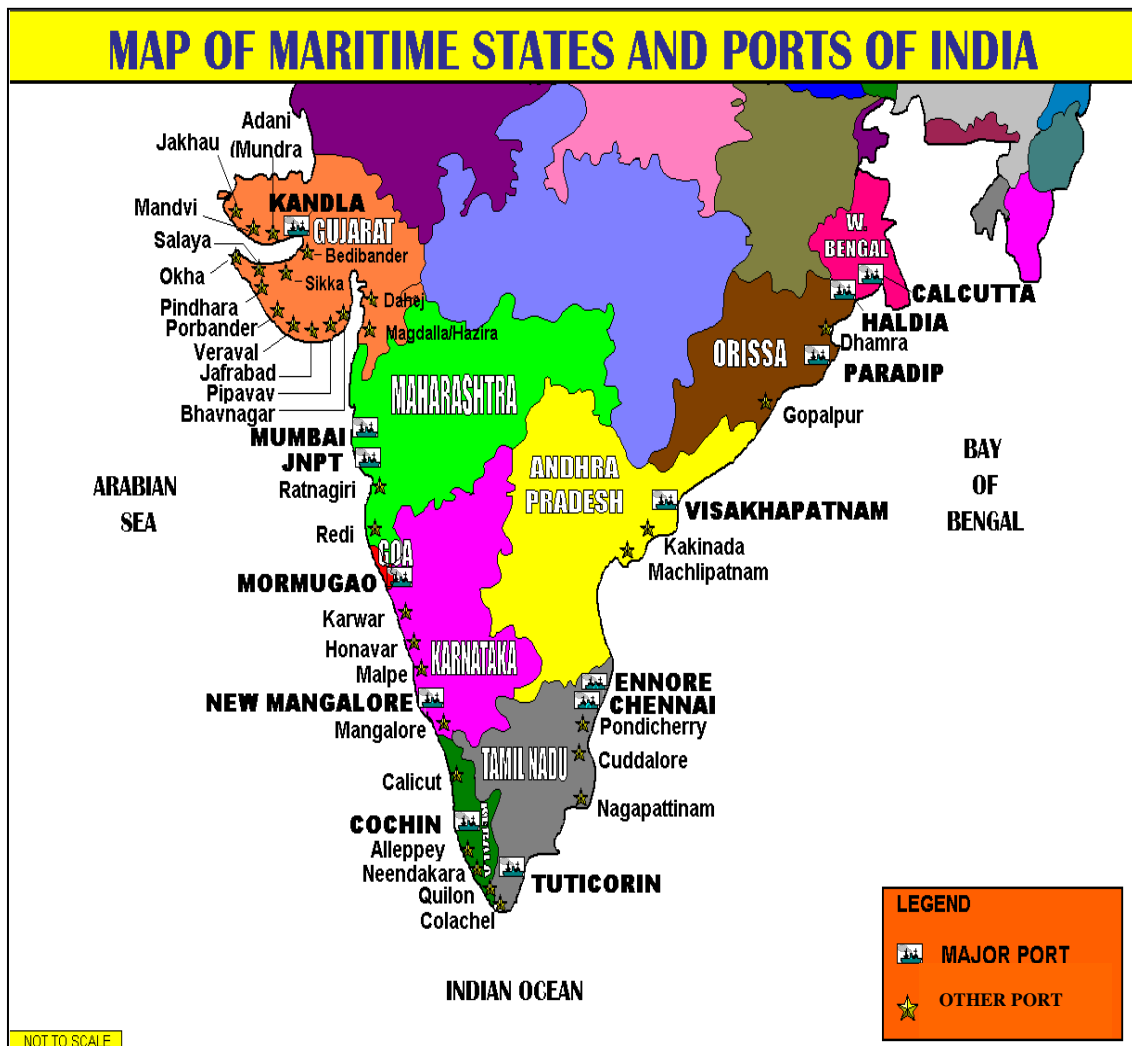 MAP OF MARITIME STATES AND PORTS OF INDIA
Adani
(Mundra
Jakhau
KANDLA
Mandvi
GUJARAT
Salaya
Bedibander
Okha
Sikka
Pindhara
Dahej
Porbander
Magdalla/Hazira
Veraval
Jafrabad
Pipavav
Bhavnagar
W.
BENGAL
CALCUTTA
HALDIA
Dhamra
ORISSA
PARADIP
Gopalpur
MAHARASHTRA
MUMBAI
JNPT
Ratnagiri
Redi
GOA
MORMUGAO
ARABIAN
SEA
ANDHRA
PRADESH
VISAKHAPATNAM
Kakinada
Machlipatnam
BAY
OF
BENGAL
Karwar
Honavar
Malpe
KARNATAKA
NEW MANGALORE
Mangalore
ENNORE
CHENNAI
Pondicherry
Cuddalore
TAMIL NADU
Nagapattinam
Calicut
KERALA
COCHIN
Alleppey
Neendakara
Quilon
Colachel
TUTICORIN
INDIAN OCEAN
LEGEND
MAJOR PORT
OTHER PORT
NOT TO SCALE